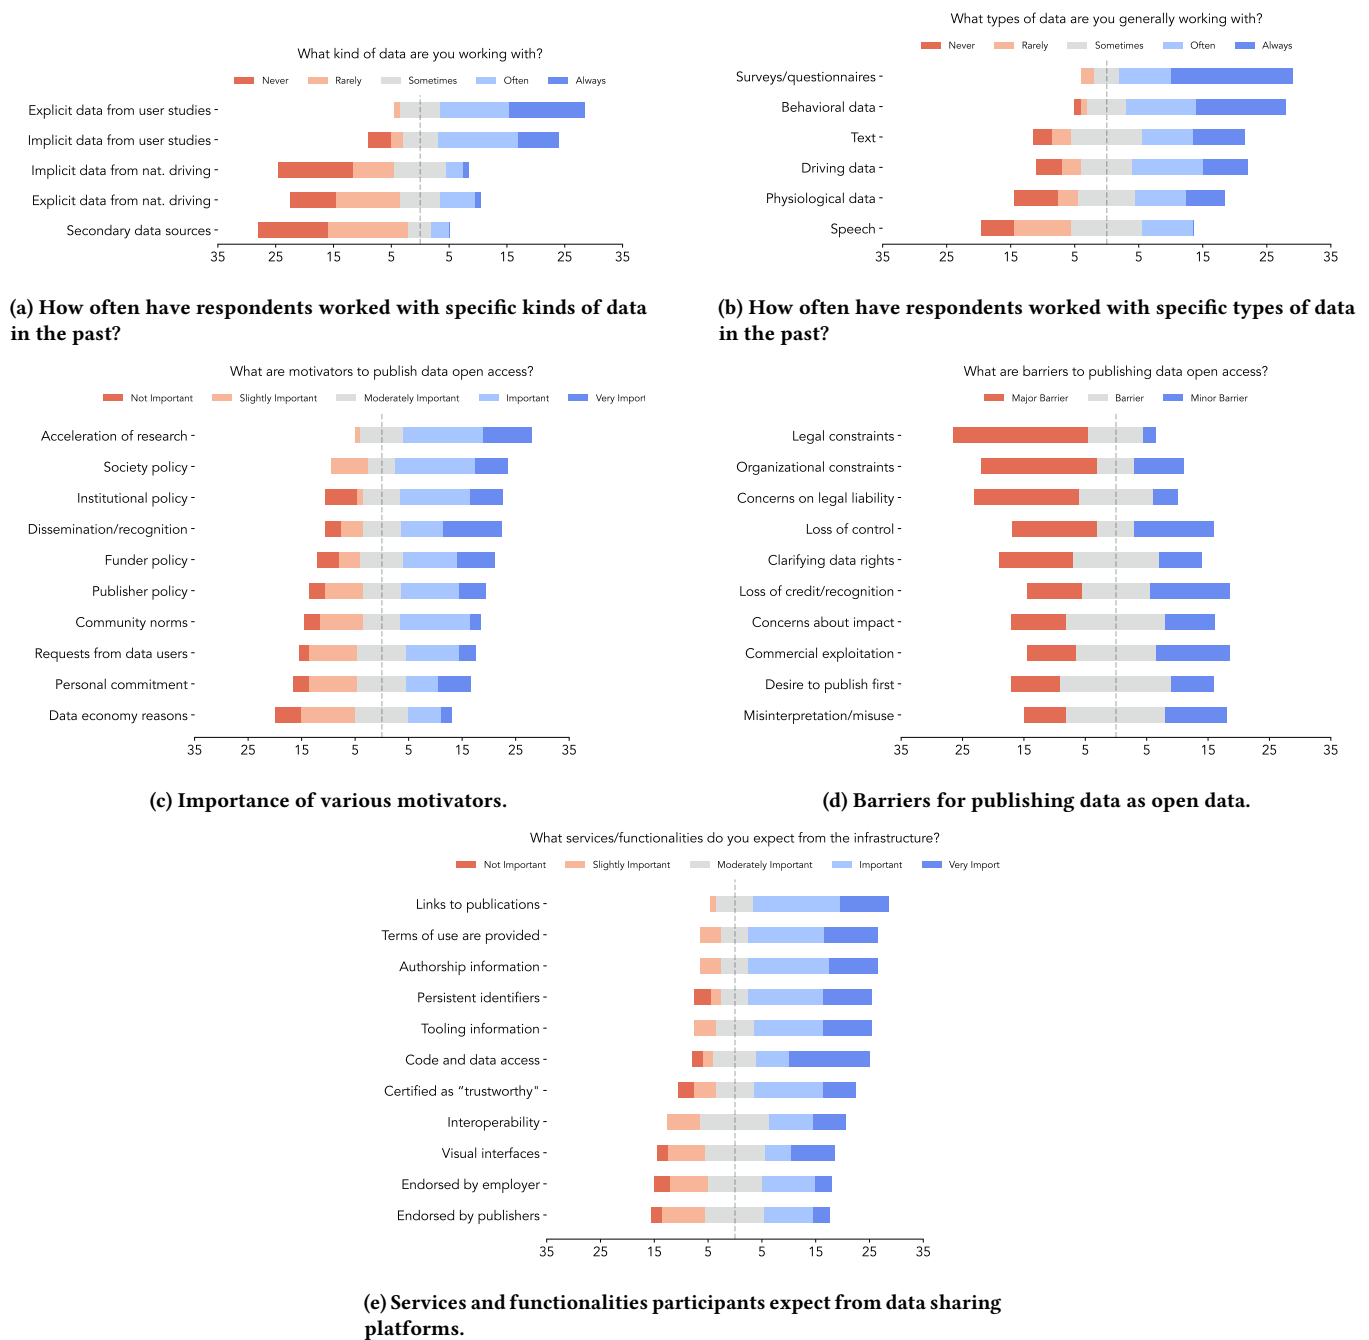 What kind of data are you working with?
Never Rarely Sometimes Often Always
Explicit data from user studies
Implicit data from user studies
Implicit data from nat. driving
Explicit data from nat. driving
Secondary data sources
35 25 15 5 5 15 25 35
(a) How often have respondents worked with specific kinds of data
in the past?
What types of data are you generally working with?
Never Rarely Sometimes Often Always
Surveys/questionnaires
Behavioral data
Text
Driving data
Physiological data
Speech
35 25 15 5 5 15 25 35
(b) How often have respondents worked with specific types of data
in the past?
What are motivators to publish data open access?
Not Important Slightly Important Moderately Important Important Very Import
Acceleration of research
Society policy
Institutional policy
Dissemination/recognition
Funder policy
Publisher policy
Community norms
Requests from data users
Personal commitment
Data economy reasons
35 25 15 5 5 15 25 35
(c) Importance of various motivators.
What are barriers to publishing data open access?
Major Barrier Barrier Minor Barrier
Legal constraints
Organizational constraints
Concerns on legal liability
Loss of control
Clarifying data rights
Loss of credit/recognition
Concerns about impact
Commercial exploitation
Desire to publish first
Misinterpretation/misuse
35 25 15 5 5 15 25 35
(d) Barriers for publishing data as open data.
What services/functionalities do you expect from the infrastructure?
Not Important Slightly Important Moderately Important Important Very Import
Links to publications
Terms of use are provided
Authorship information
Persistent identifiers
Tooling information
Code and data access
Certified as “trustworthy"
Interoperability
Visual interfaces
Endorsed by employer
Endorsed by publishers
35 25 15 5 5 15 25 35
(e) Services and functionalities participants expect from data sharing
platforms.